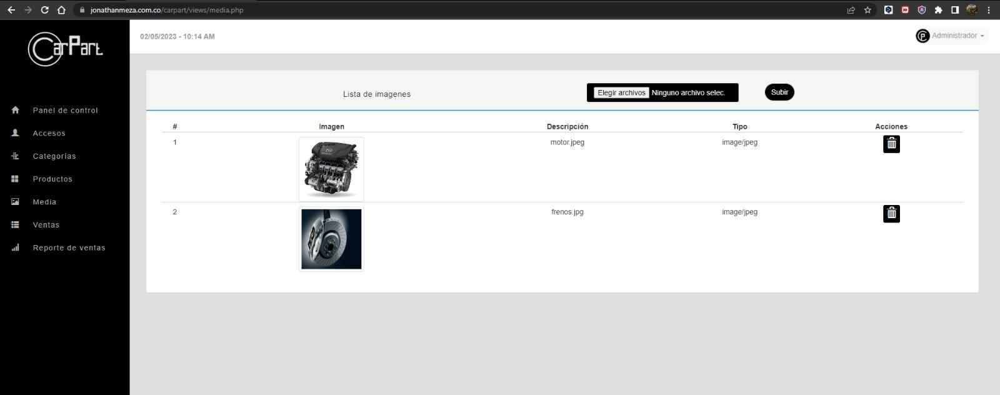 jonathanmeza.com.co/carpart/views/media.php
CarPart
02/05/2023 - 10:14 AM
Administrador
Panel de control
Accesos
Categorías
Productos
Media
Ventas
Reporte de ventas
Lista de imagenes
Elegir archivos Ninguno archivo selec.
Subir
# Imagen Descripción Tipo Acciones
1 motor.jpeg image/jpeg
2 frenos.jpg image/jpeg